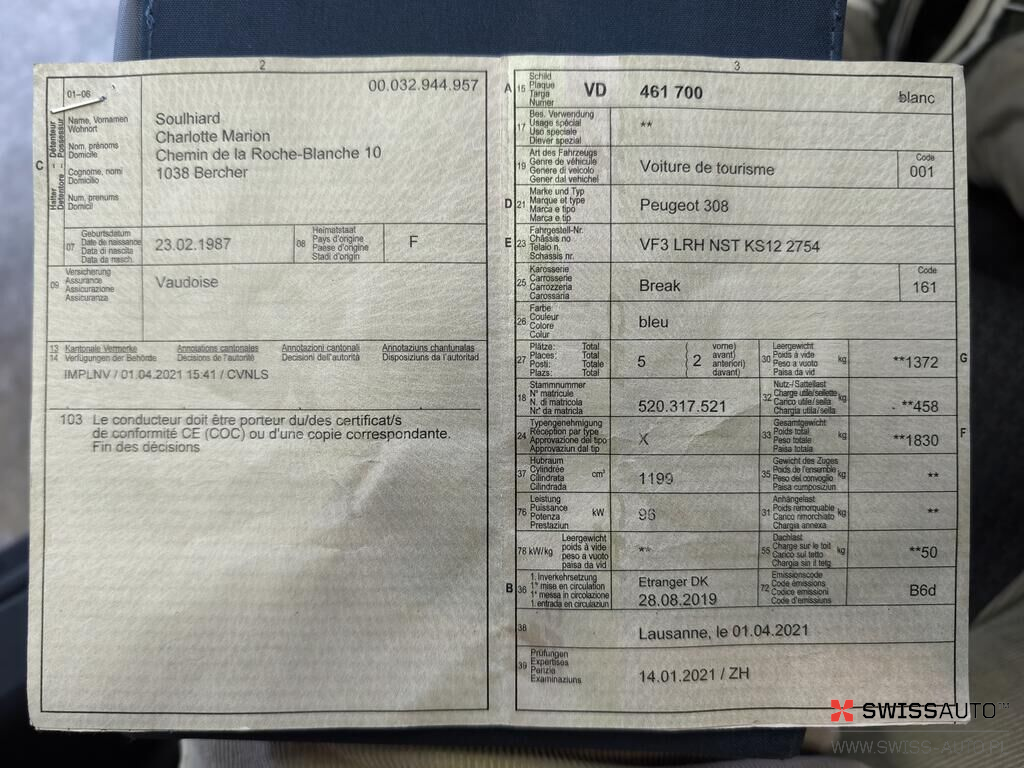 2
01-06
00.032.944.957
C
Halter - Détenteur
Detentore - Possessur
Name, Vornamen
Wohnort
Nom, prénoms
Domicile
Cognome, nomi
Domicilio
Num, prenums
Domicil
Soulhiard
Charlotte Marion
Chemin de la Roche-Blanche 10
1038 Bercher
07
Geburtsdatum
Date de naissance
Data di nascita
Data da nasch.
23.02.1987
08
Heimatstaat
Pays d'origine
Paese d'origine
Stadi d'origin
F
09
Versicherung
Assurance
Assicurazione
Assicuranza
Vaudoise
13 Kantonale Vermerke Annotations cantonales Annotazioni cantonali Annotaziuns chantunalas
14 Verfügungen der Behörde Décisions de l'autorité Decisioni dell'autorità Disposiziuns da l'autoritad
IMPLNV / 01.04.2021 15:41 / CVNLS
103 Le conducteur doit être porteur du/des certificat/s
de conformité CE (COC) ou d'une copie correspondante.
Fin des décisions
3
A 15
Schild
Plaque
Targa
Numer
VD 461 700 blanc
17
Bes. Verwendung
Usage spécial
Uso speciale
Diever spezial
**
19
Art des Fahrzeugs
Genre de véhicule
Genere di veicolo
Gener dal vehichel
Voiture de tourisme
Code
001
D 21
Marke und Typ
Marque et type
Marca e tipo
Marca e tip
Peugeot 308
E 23
Fahrgestell-Nr.
Châssis no
Telaio n.
Schassis nr.
VF3 LRH NST KS12 2754
25
Karosserie
Carrosserie
Carrozzeria
Carossaria
Break
Code
161
26
Farbe
Couleur
Colore
Colur
bleu
27
Plätze: Total
Places: Total
Posti: Totale
Plazs: Total
5
( 2
vorne)
avant)
anteriori)
davant)
30
Leergewicht
Poids à vide
Peso a vuoto
Paisa da vid
kg
**1372
G
18
Stammnummer
N° matricule
N. di matricola
Nr. da matricla
520.317.521
32
Nutz-/Sattellast
Charge utile/sellette
Carico utile/sella
Chargia utila/sella
kg
**458
24
Typengenehmigung
Réception par type
Approvazione del tipo
Approvaziun dal tip
X
33
Gesamtgewicht
Poids total
Peso totale
Paisa totala
kg
**1830
F
37
Hubraum
Cylindrée
Cilindrata
Cilindrada
cm³
1199
35
Gewicht des Zuges
Poids de l'ensemble
Peso del convoglio
Paisa cumposiziun
kg
**
76
Leistung
Puissance
Potenza
Prestaziun
kW
96
31
Anhängelast
Poids remorquable
Carico rimorchiato
Chargia annexa
kg
**
78 kW/kg
Leergewicht
poids à vide
peso a vuoto
paisa da vid
**
55
Dachlast
Charge sur le toit
Carico sul tetto
Chargia sin il tetg
kg
**50
B 36
1. Inverkehrsetzung
1re mise en circulation
1a messa in circolazione
1. entrada en circulaziun
Etranger DK
28.08.2019
72
Emissionscode
Code émissions
Codice emissioni
Code d'emissiuns
B6d
38
Lausanne, le 01.04.2021
39
Prüfungen
Expertises
Perizie
Examinaziuns
14.01.2021 / ZH
SWISSAUTO™
WWW.SWISS-AUTO.PL